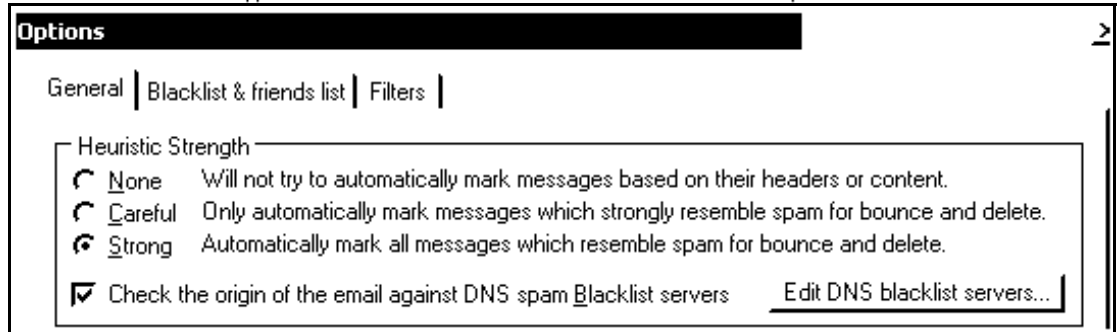 Options
General Blacklist & friends list Filters
Heuristic Strength
None Will not try to automatically mark messages based on their headers or content.
Careful Only automatically mark messages which strongly resemble spam for bounce and delete.
Strong Automatically mark all messages which resemble spam for bounce and delete.
Check the origin of the email against DNS spam Blacklist servers Edit DNS blacklist servers...